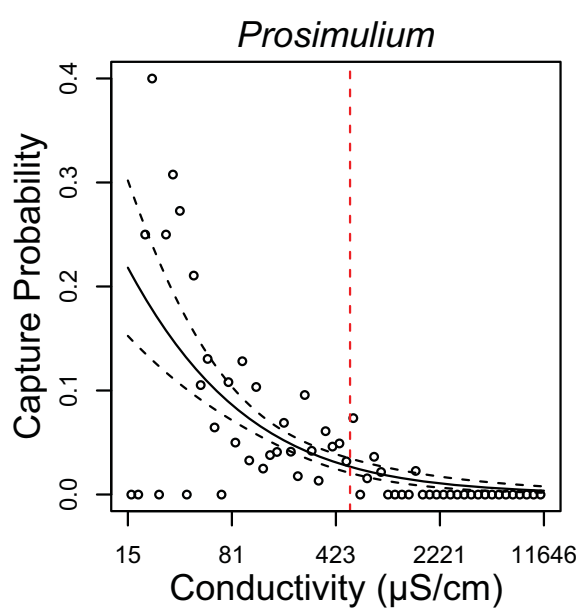 Prosimulium
Capture Probability
0.4
0.3
0.2
0.1
0.0
15 81 423 2221 11646
Conductivity (µS/cm)